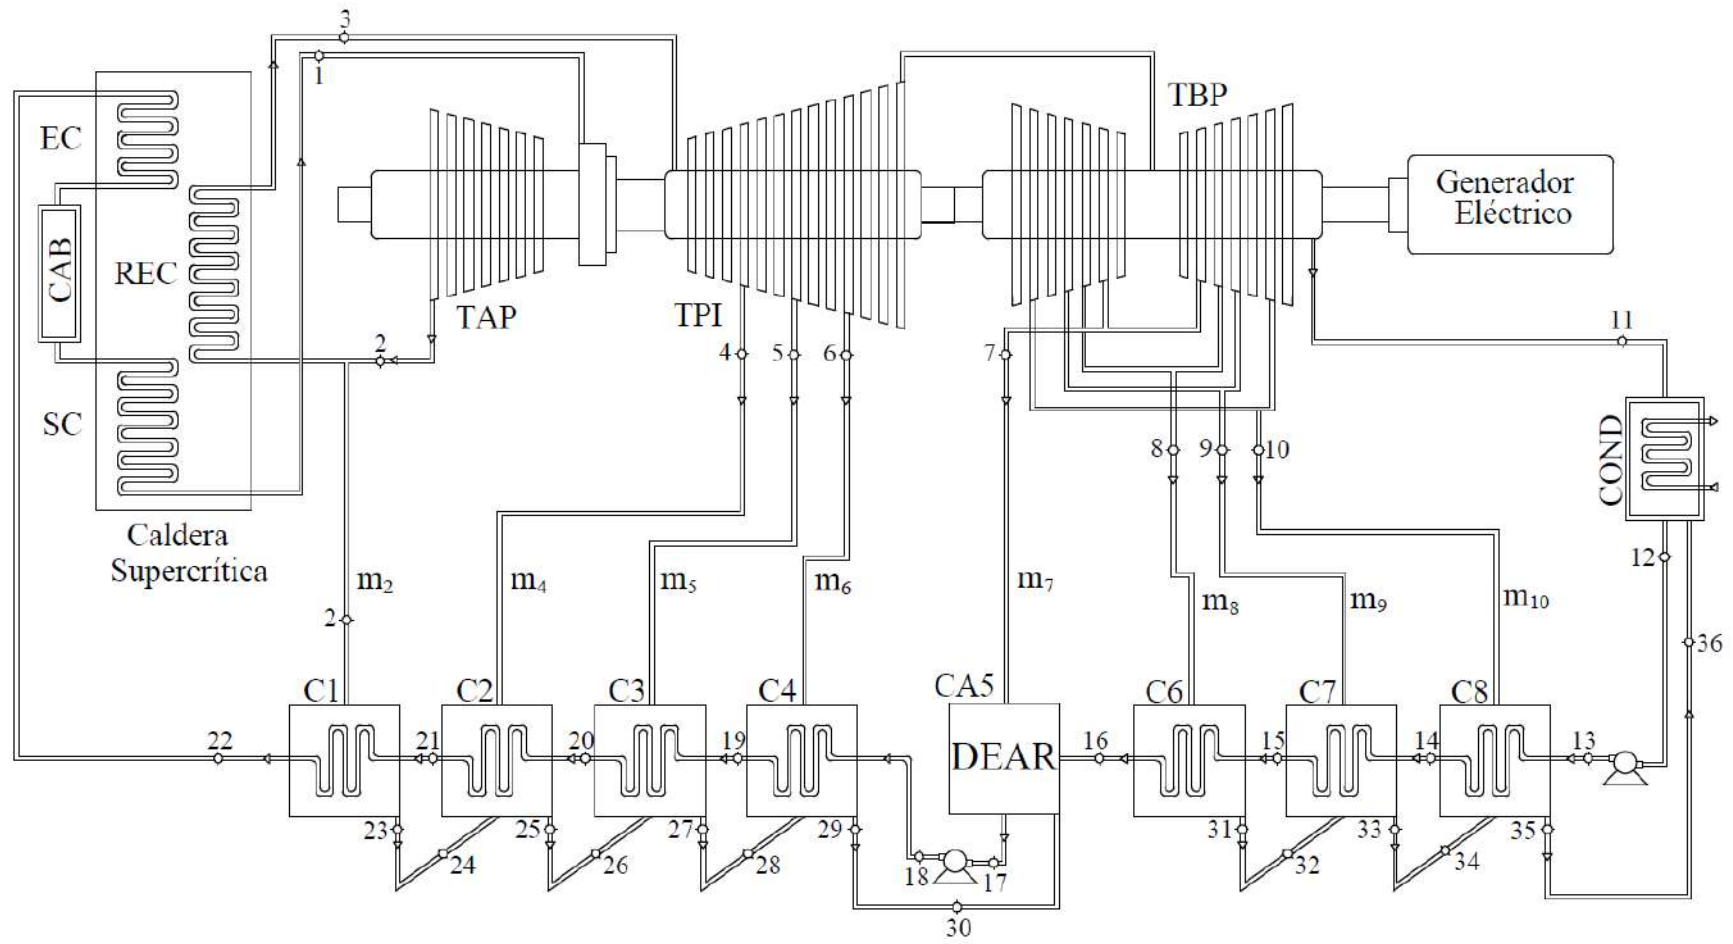 3
1
EC
CAB
REC
SC
Caldera
Supercrítica
TAP
TPI
TBP
Generador
Eléctrico
2
4
5
6
7
8
9
10
11
COND
12
36
m2
m4
m5
m6
m7
m8
m9
m10
2
C1
C2
C3
C4
CA5
DEAR
C6
C7
C8
22
21
20
19
16
15
14
13
23
24
25
26
27
28
29
18
17
30
31
32
33
34
35